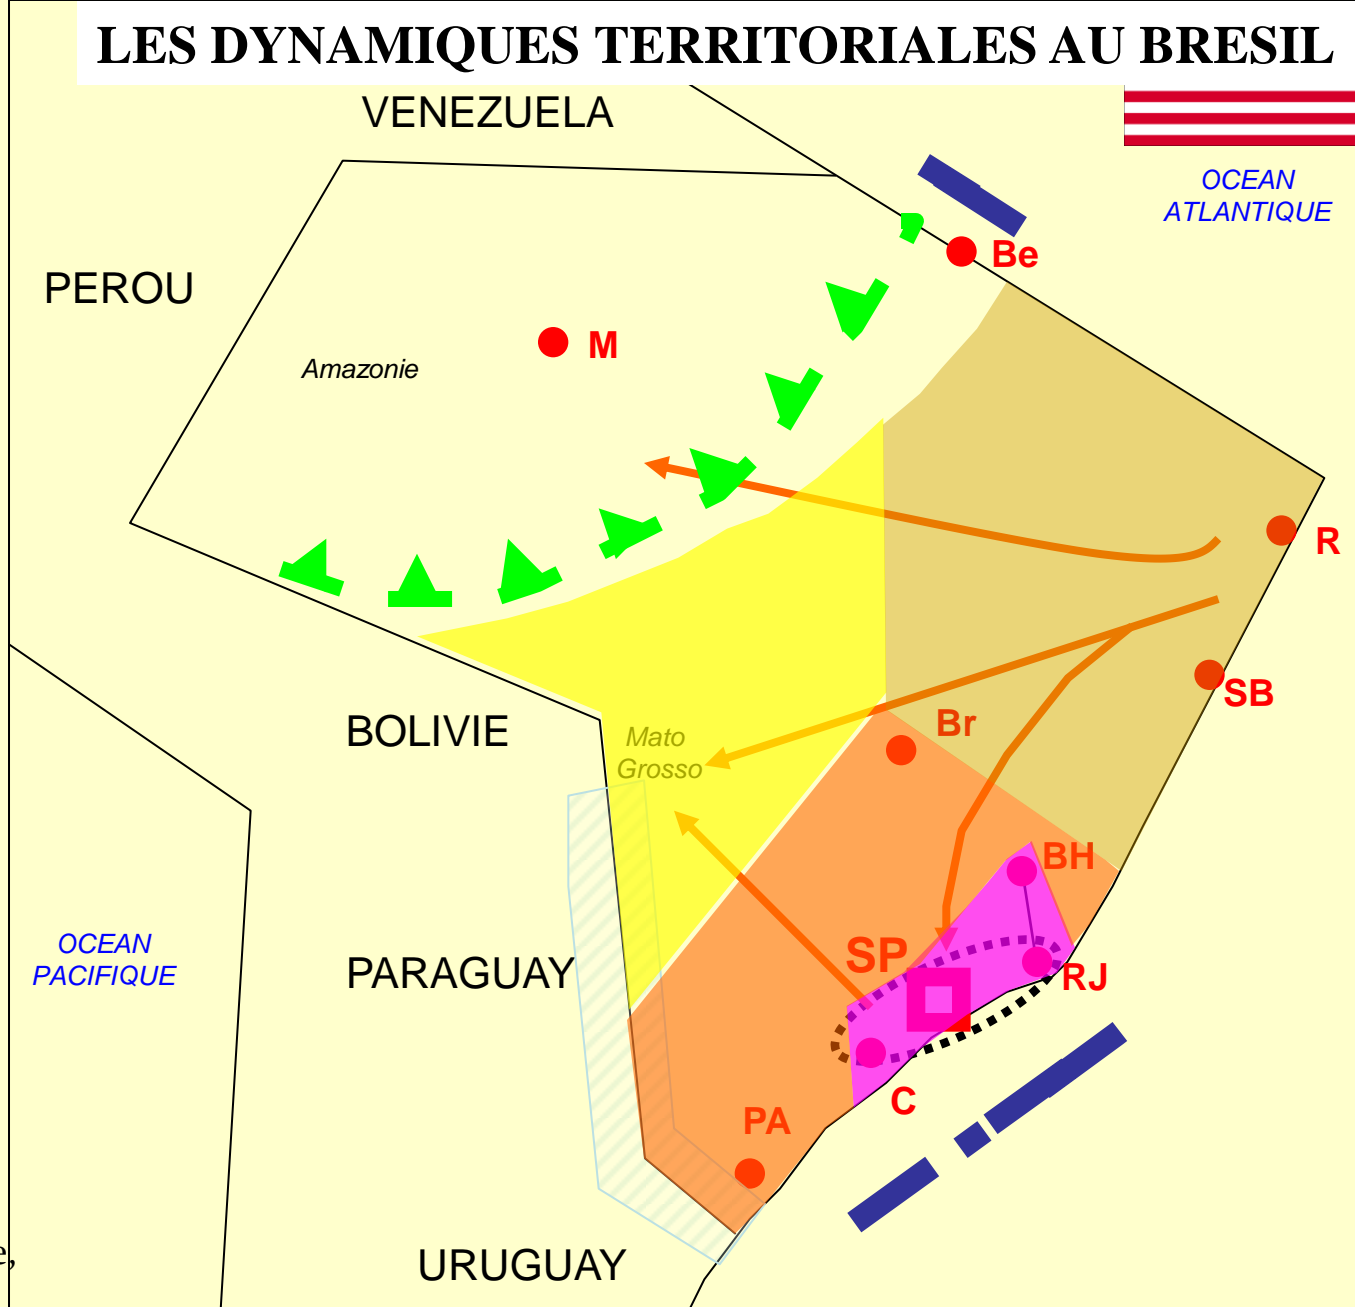 LES DYNAMIQUES TERRITORIALES AU BRESIL
VENEZUELA
OCEAN
ATLANTIQUE
Be
PEROU
M
Amazonie
R
SB
BOLIVIE
Mato
Grosso
Br
BH
OCEAN
PACIFIQUE
PARAGUAY
SP
RJ
C
PA
URUGUAY
e,